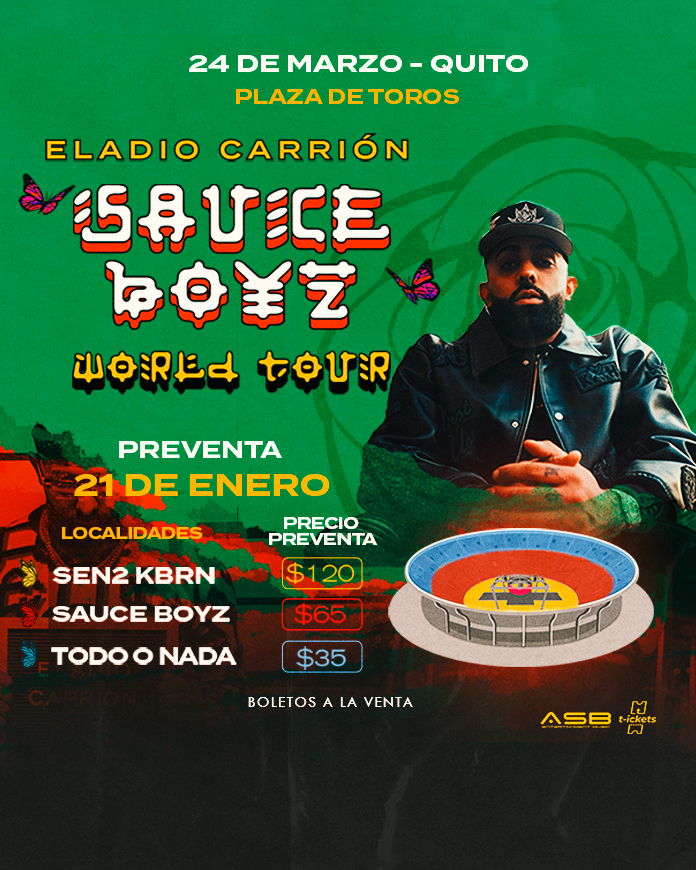 24 DE MARZO - QUITO
PLAZA DE TOROS
ELADIO CARRIÓN
SAUCE
BOYZ
WORLD TOUR
PREVENTA
21 DE ENERO
LOCALIDADES
PRECIO
PREVENTA
SEN2 KBRN $120
SAUCE BOYZ $65
TODO O NADA $35
BOLETOS A LA VENTA
ASB
t-ickets